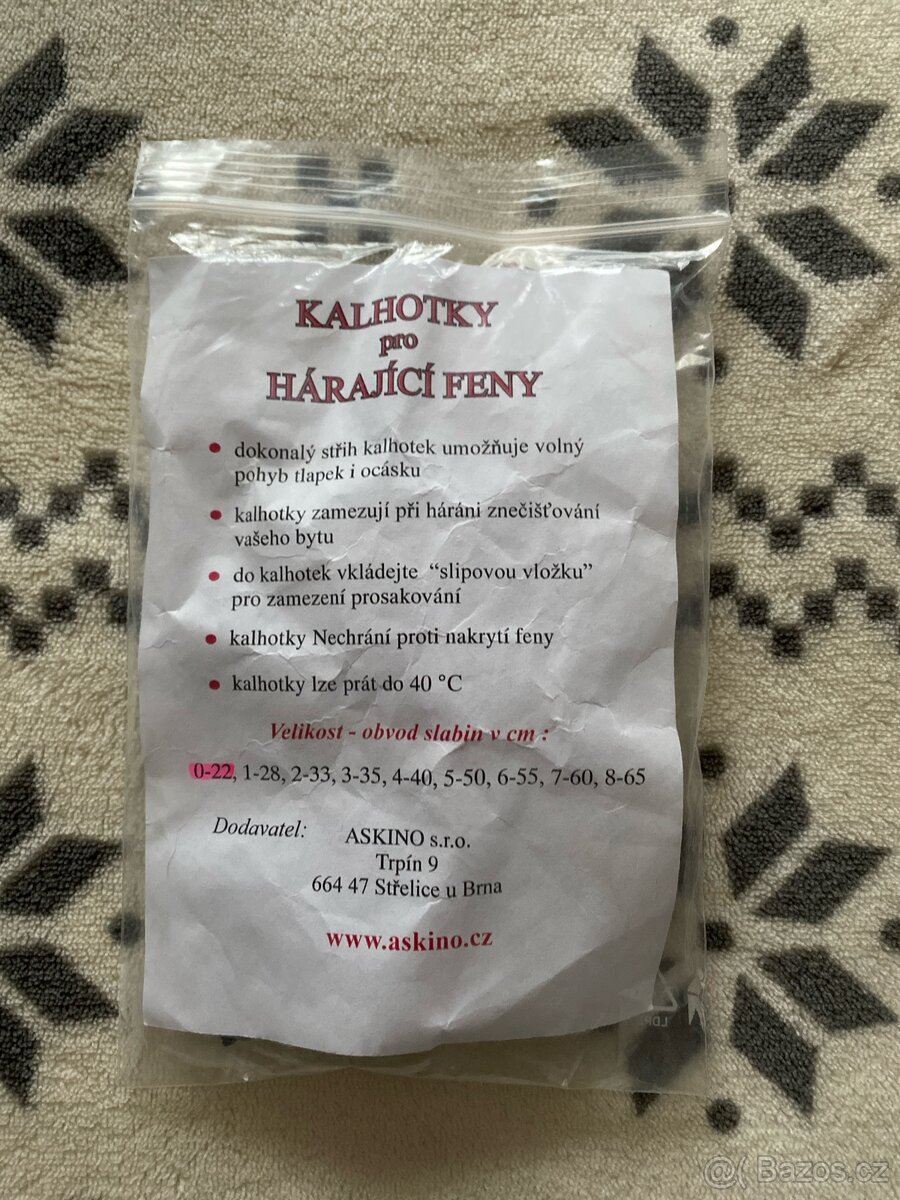 KALHOTKY
pro
HÁRAJÍCÍ FENY
• dokonalý střih kalhotek umožňuje volný
pohyb tlapek i ocásku
• kalhotky zamezují při háráni znečišťování
vašeho bytu
• do kalhotek vkládejte “slipovou vložku”
pro zamezení prosakování
• kalhotky Nechrání proti nakrytí feny
• kalhotky lze prát do 40 °C
Velikost - obvod slabin v cm :
0-22, 1-28, 2-33, 3-35, 4-40, 5-50, 6-55, 7-60, 8-65
Dodavatel:
ASKINO s.r.o.
Trpín 9
664 47 Střelice u Brna
www.askino.cz
Bazos.cz